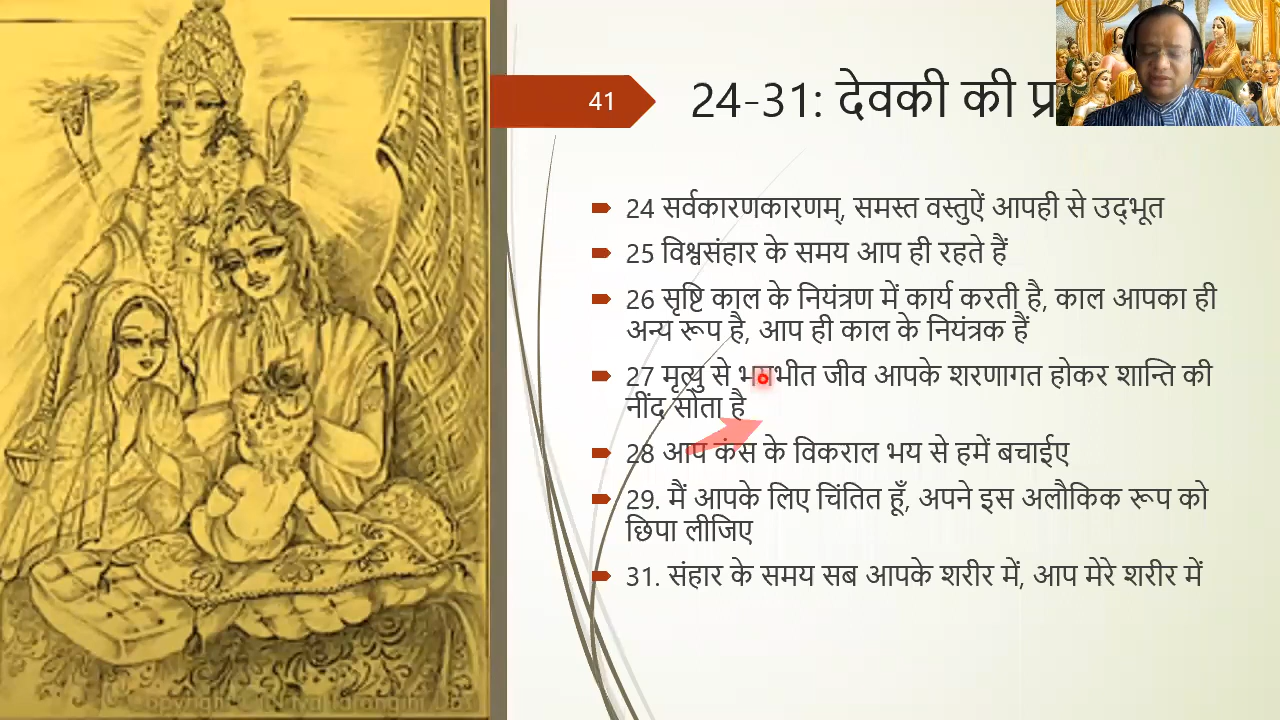 41
24-31: देवकी की प्र
24 सर्वकारणकारणम्, समस्त वस्तुऐं आपही से उद्भूत
25 विश्वसंहार के समय आप ही रहते हैं
26 सृष्टि काल के नियंत्रण में कार्य करती है, काल आपका ही
अन्य रूप है, आप ही काल के नियंत्रक हैं
27 मृत्यु से भयभीत जीव आपके शरणागत होकर शान्ति की
नींद सोता है
28 आप कंस के विकराल भय से हमें बचाईए
29. मैं आपके लिए चिंतित हूँ, अपने इस अलौकिक रूप को
छिपा लीजिए
31. संहार के समय सब आपके शरीर में, आप मेरे शरीर में
Copyright